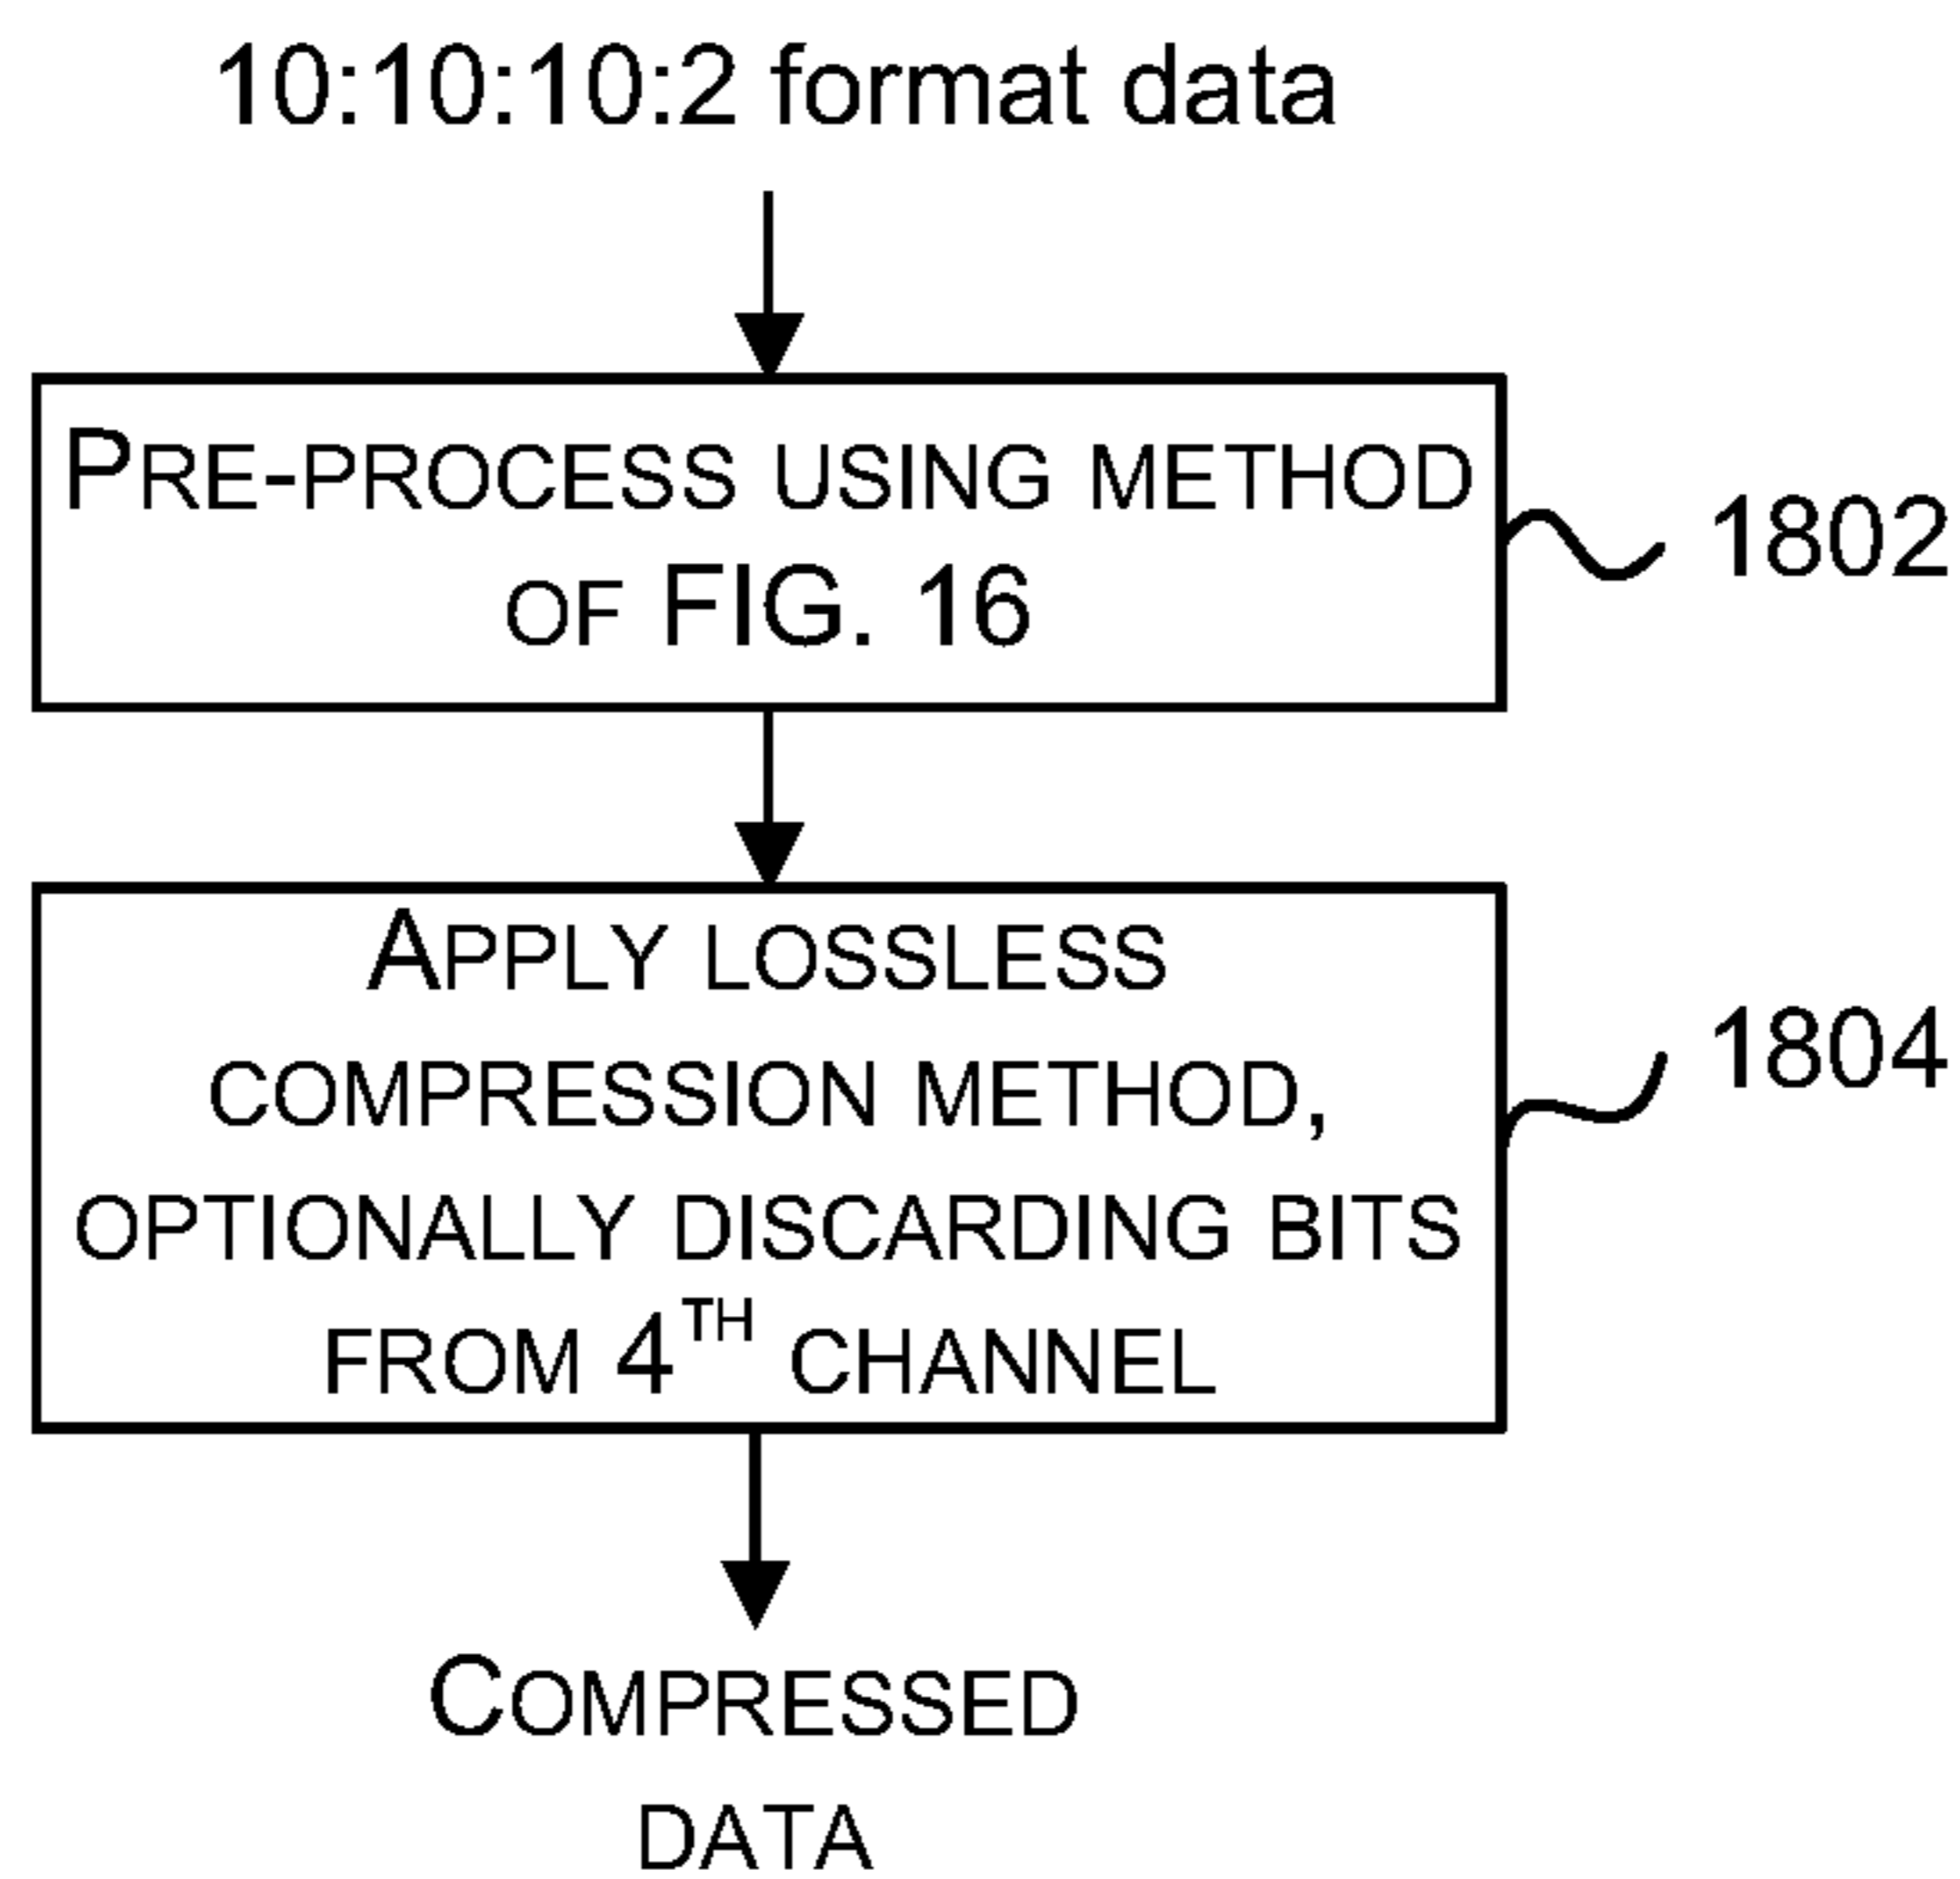 10:10:10:2 format data
PRE-PROCESS USING METHOD
OF FIG. 16
1802
APPLY LOSSLESS
COMPRESSION METHOD,
OPTIONALLY DISCARDING BITS
FROM 4TH CHANNEL
1804
COMPRESSED
DATA